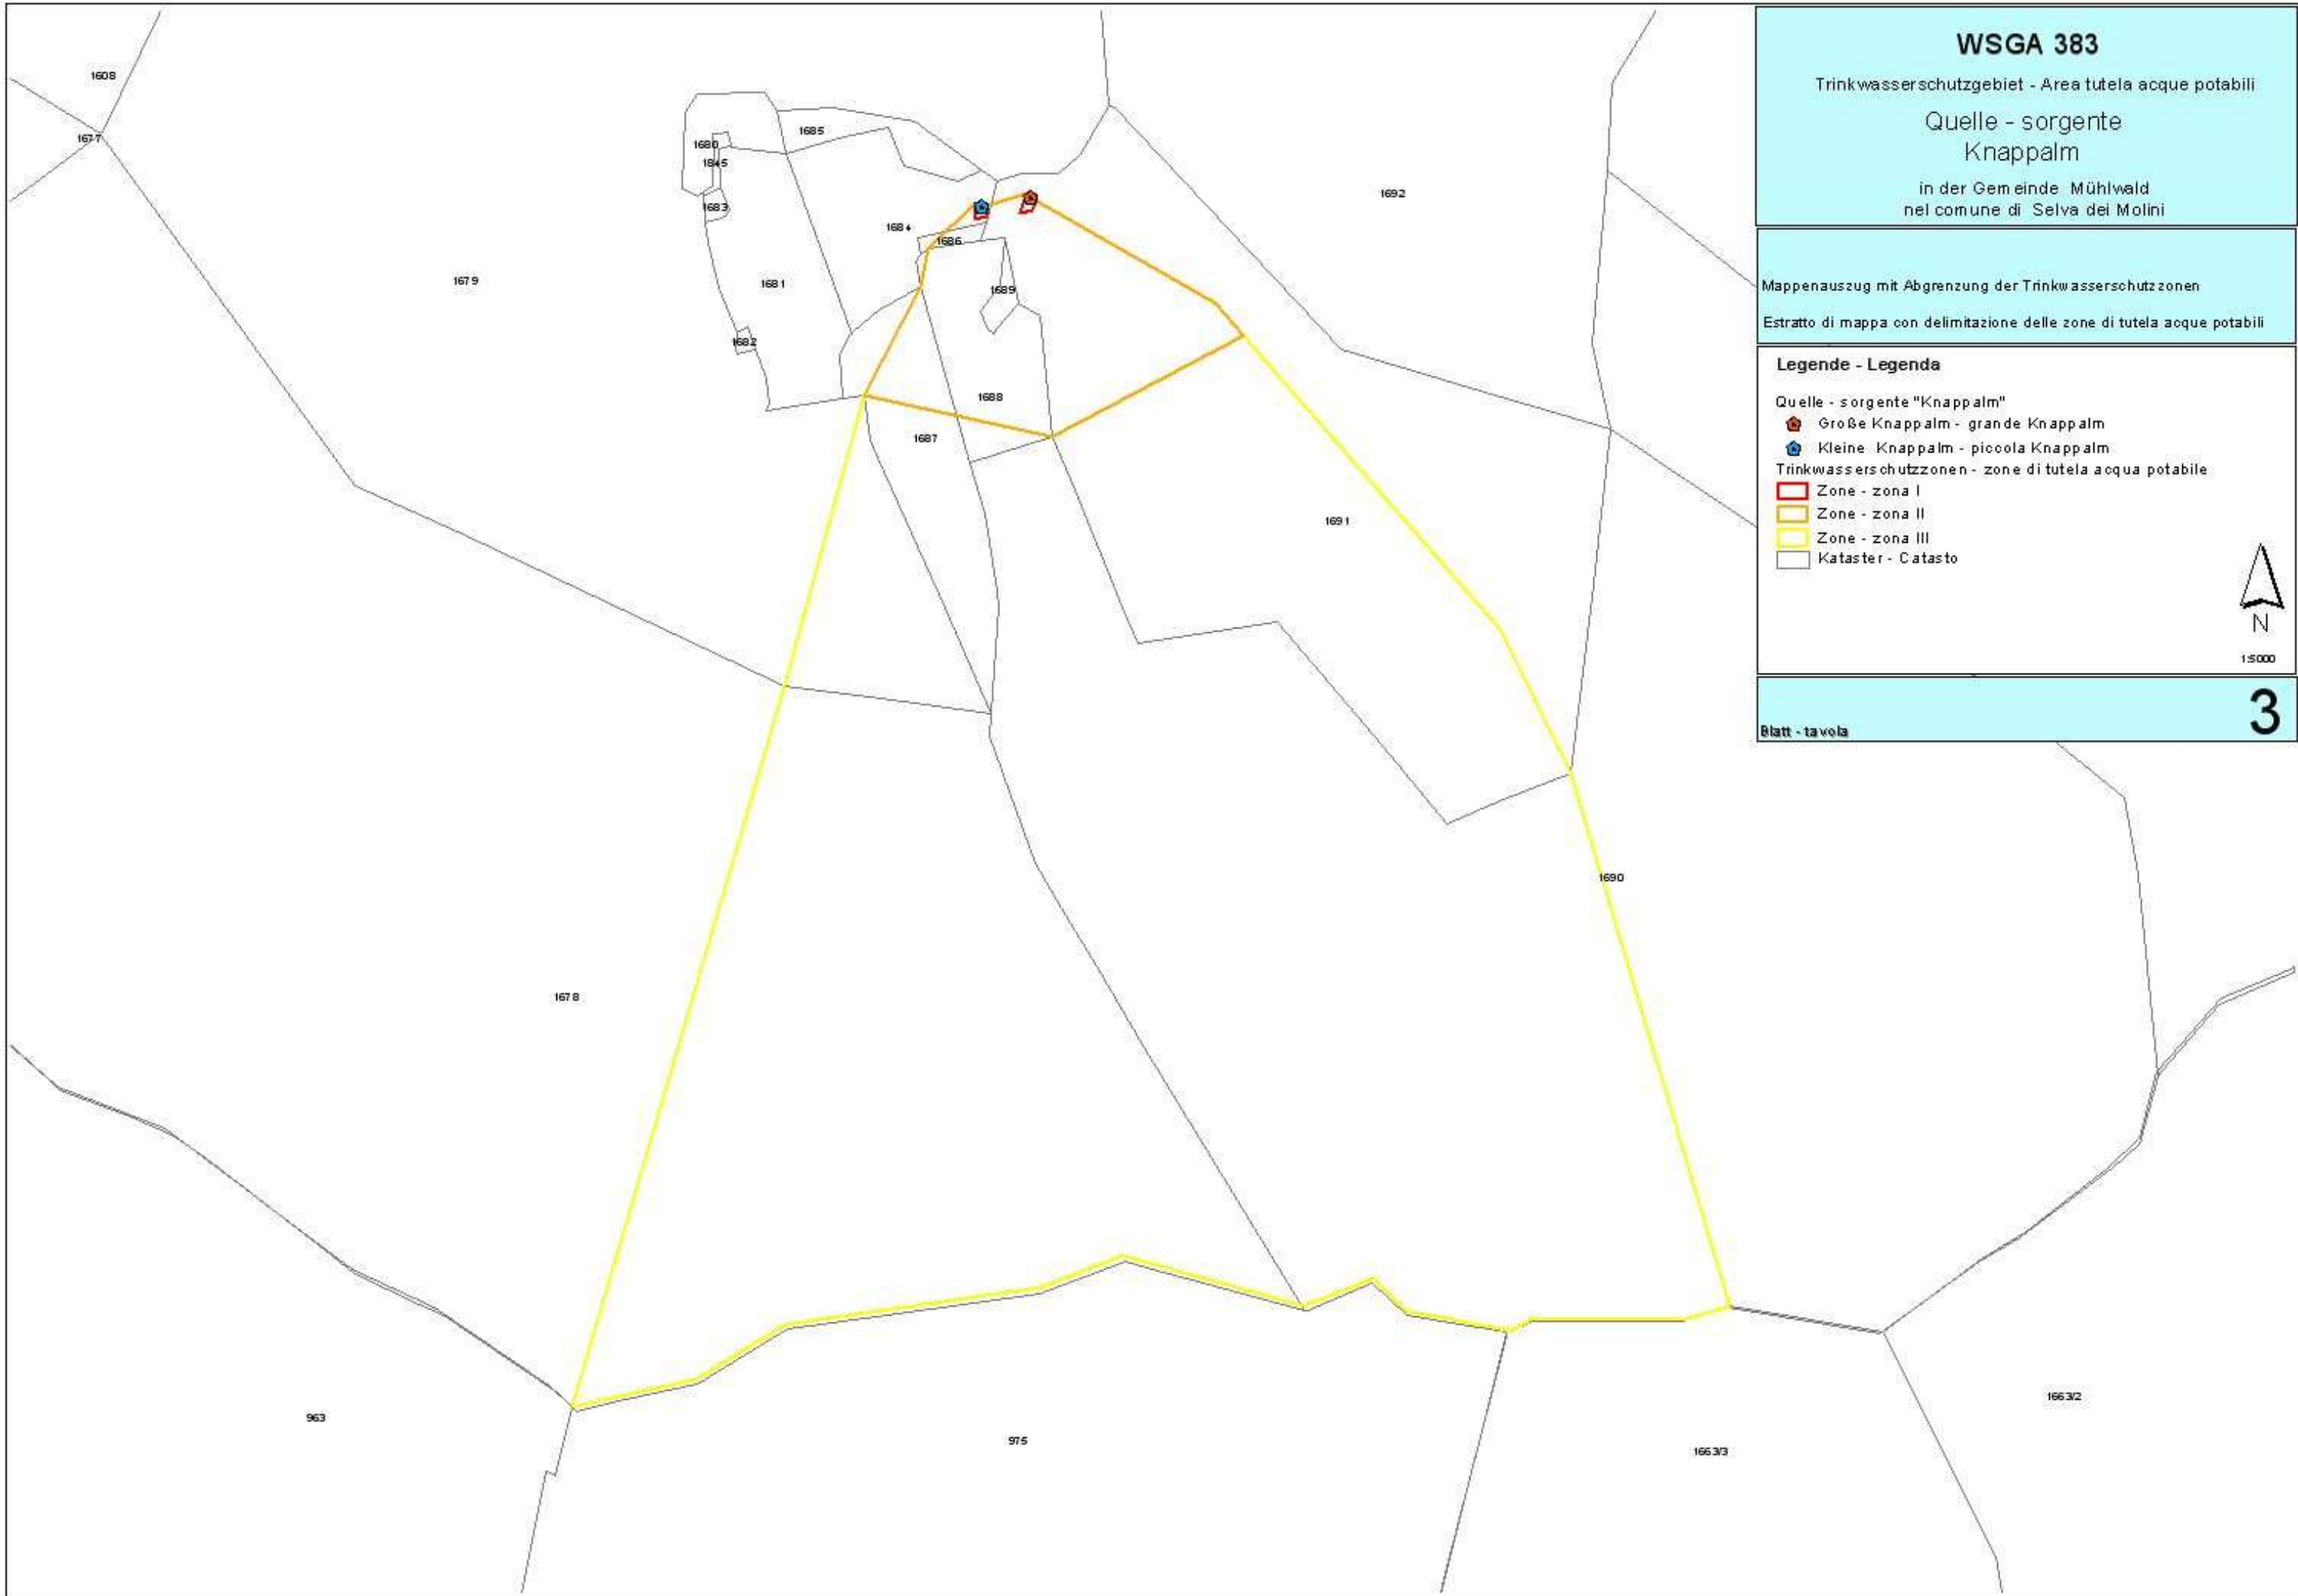 WSGA 383
Trinkwasserschutzgebiet - Area tutela acque potabili
Quelle - sorgente
Knappalm
in der Gemeinde Mühlwald
nel comune di Selva dei Molini
Mappenauszug mit Abgrenzung der Trinkwasserschutzzonen
Estratto di mappa con delimitazione delle zone di tutela acque potabili
Legende - Legenda
Quelle - sorgente "Knappalm"
Große Knappalm - grande Knappalm
Kleine Knappalm - piccola Knappalm
Trinkwasserschutzzonen - zone di tutela acqua potabile
Zone - zona I
Zone - zona II
Zone - zona III
Kataster - Catasto
N
1:5000
Blatt - tavola
3
1608
1677
1685
1680
1845
1683
1692
1684
1686
1679
1681
1689
1682
1688
1687
1691
1690
1678
963
975
1663/2
1663/3